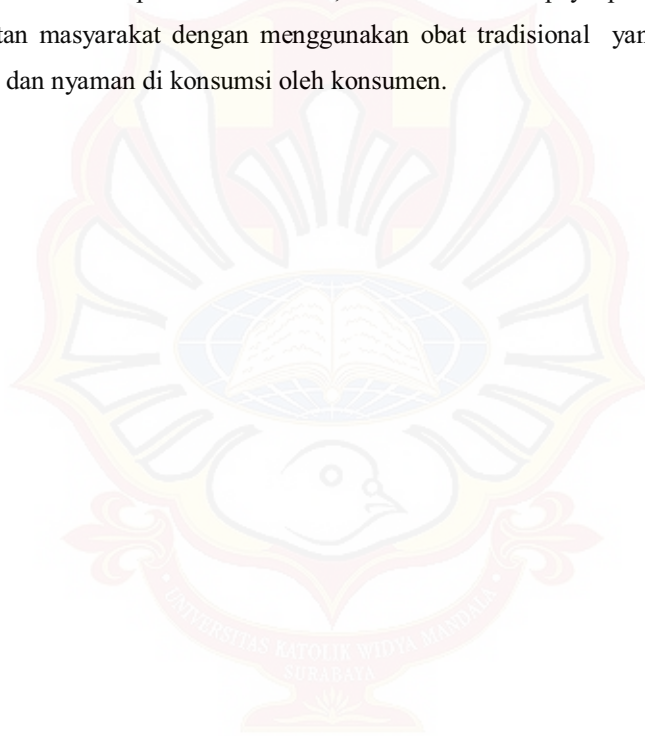 tan masyarakat dengan menggunakan obat tradisional yan
dan nyaman di konsumsi oleh konsumen.
UNIVERSITAS KATOLIK WIDYA MANDALA
SURABAYA